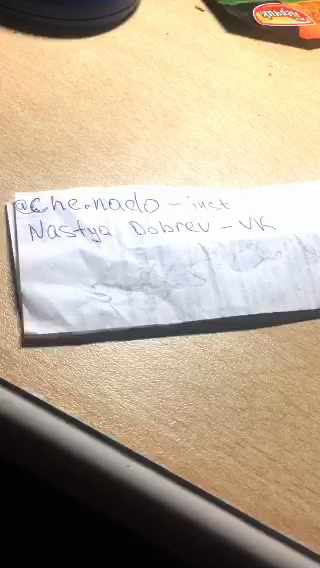 @che.nado - inst
Nastya Dobrev - VK